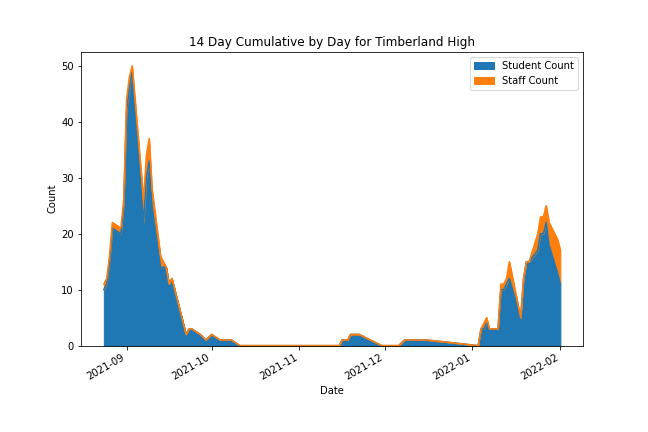 14 Day Cumulative by Day for Timberland High
Student Count
Staff Count
Count
50
40
30
20
10
0
2021-09
2021-10
2021-11
2021-12
2022-01
2022-02
Date